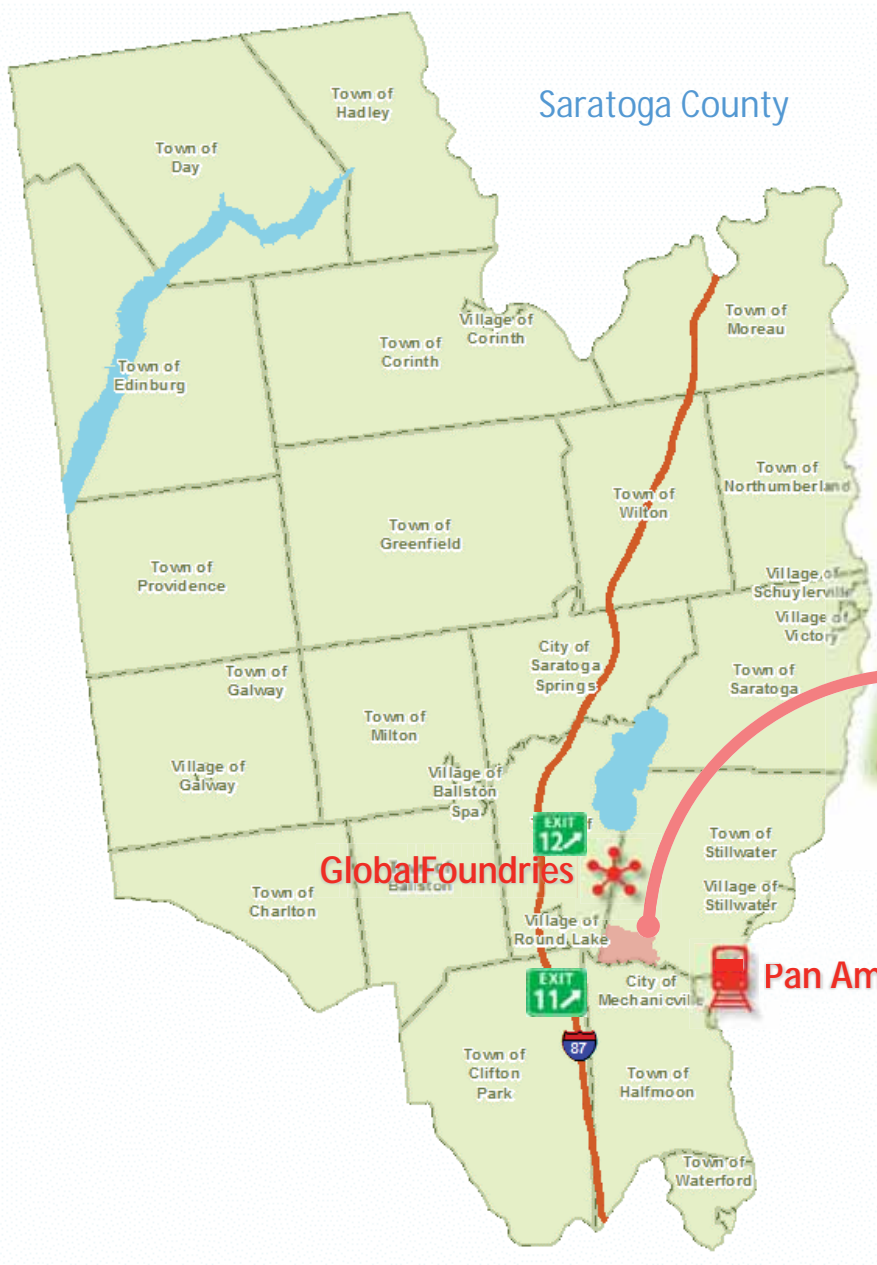 Saratoga County
Town of
Hadley
Town of
Day
Town of
Moreau
Village of
Corinth
Town of
Corinth
Town of
Edinburg
Town of
Northumberland
Town of
Wilton
Town of
Greenfield
Town of
Providence
Village of
Schuylerville
Village of
Victory
City of
Saratoga
Springs
Town of
Saratoga
Town of
Galway
Town of
Milton
Village of
Galway
Village of
Ballston
Spa
EXIT
12
Town of
Stillwater
GlobalFoundries
Town of
Ballston
Town of
Charlton
Village of
Stillwater
Village of
Round Lake
Pan Am
EXIT
11
City of
Mechanicville
87
Town of
Clifton
Park
Town of
Halfmoon
Town of
Waterford